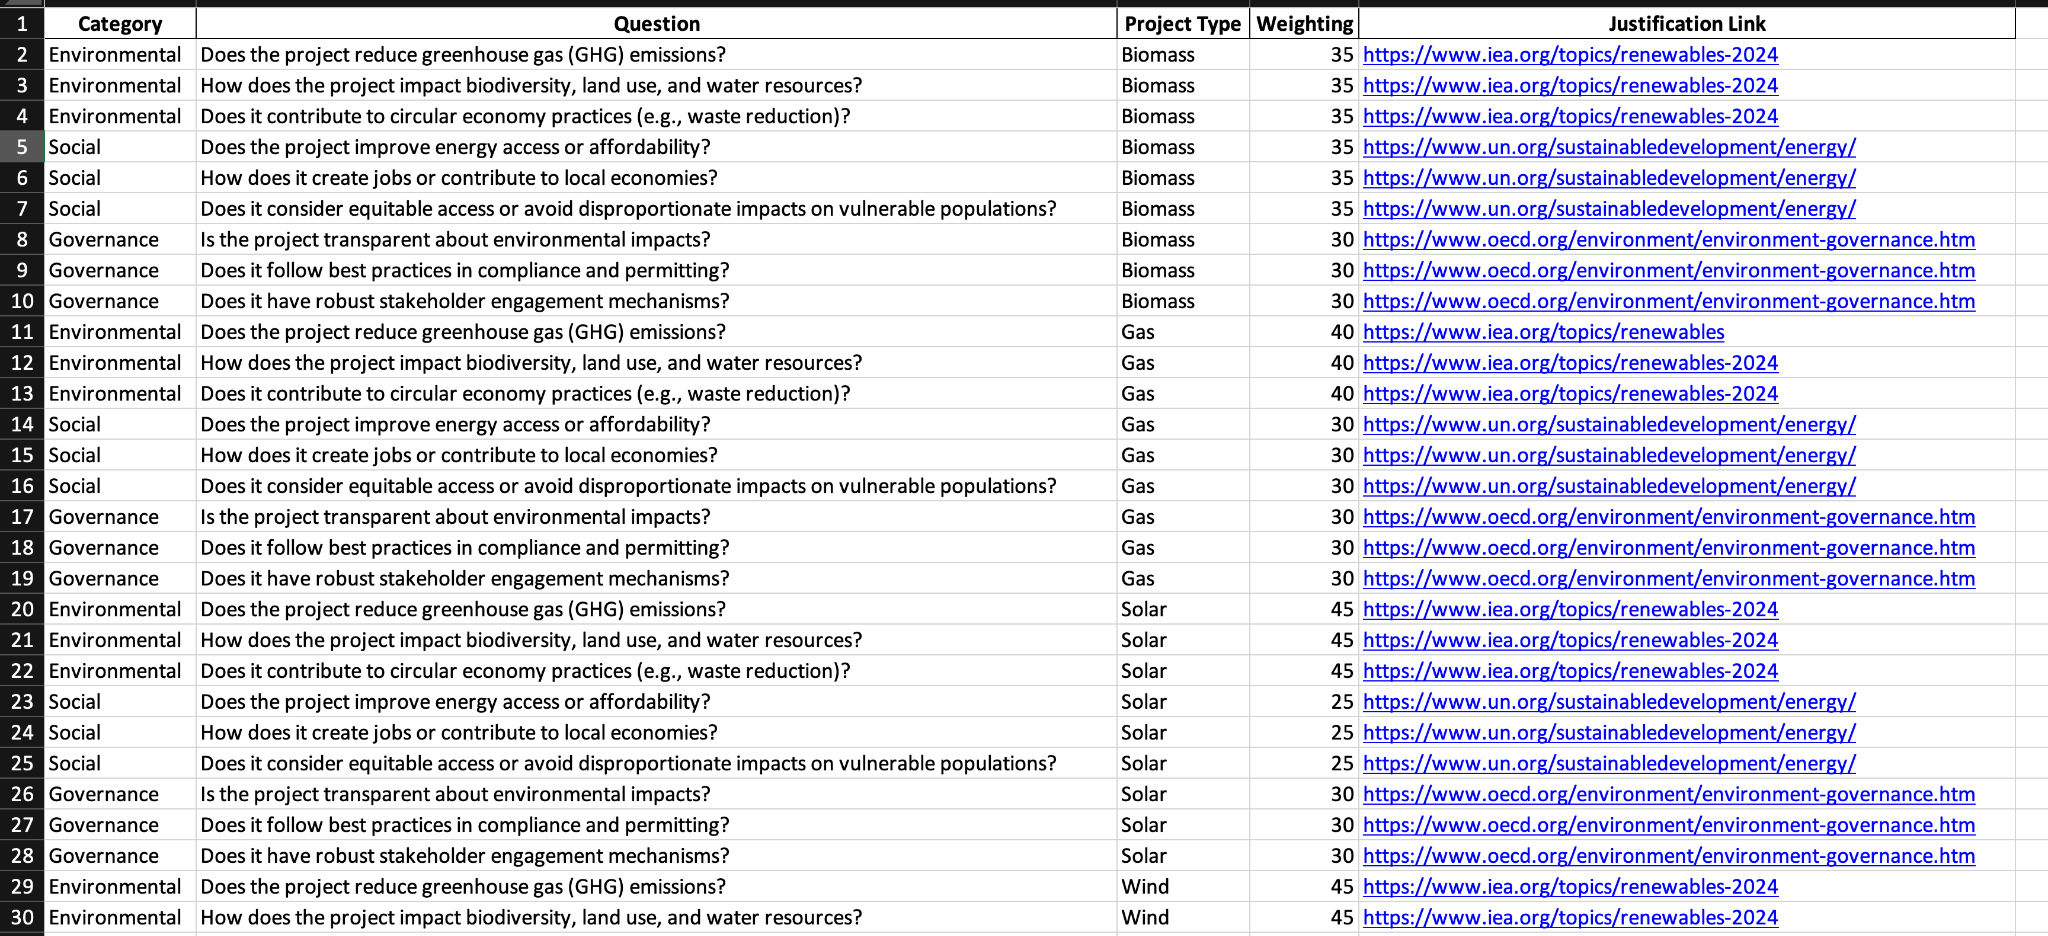 1 Category Question Project Type Weighting Justification Link
2 Environmental Does the project reduce greenhouse gas (GHG) emissions? Biomass 35 https://www.iea.org/topics/renewables-2024
3 Environmental How does the project impact biodiversity, land use, and water resources? Biomass 35 https://www.iea.org/topics/renewables-2024
4 Environmental Does it contribute to circular economy practices (e.g., waste reduction)? Biomass 35 https://www.iea.org/topics/renewables-2024
5 Social Does the project improve energy access or affordability? Biomass 35 https://www.un.org/sustainabledevelopment/energy/
6 Social How does it create jobs or contribute to local economies? Biomass 35 https://www.un.org/sustainabledevelopment/energy/
7 Social Does it consider equitable access or avoid disproportionate impacts on vulnerable populations? Biomass 35 https://www.un.org/sustainabledevelopment/energy/
8 Governance Is the project transparent about environmental impacts? Biomass 30 https://www.oecd.org/environment/environment-governance.htm
9 Governance Does it follow best practices in compliance and permitting? Biomass 30 https://www.oecd.org/environment/environment-governance.htm
10 Governance Does it have robust stakeholder engagement mechanisms? Biomass 30 https://www.oecd.org/environment/environment-governance.htm
11 Environmental Does the project reduce greenhouse gas (GHG) emissions? Gas 40 https://www.iea.org/topics/renewables
12 Environmental How does the project impact biodiversity, land use, and water resources? Gas 40 https://www.iea.org/topics/renewables-2024
13 Environmental Does it contribute to circular economy practices (e.g., waste reduction)? Gas 40 https://www.iea.org/topics/renewables-2024
14 Social Does the project improve energy access or affordability? Gas 30 https://www.un.org/sustainabledevelopment/energy/
15 Social How does it create jobs or contribute to local economies? Gas 30 https://www.un.org/sustainabledevelopment/energy/
16 Social Does it consider equitable access or avoid disproportionate impacts on vulnerable populations? Gas 30 https://www.un.org/sustainabledevelopment/energy/
17 Governance Is the project transparent about environmental impacts? Gas 30 https://www.oecd.org/environment/environment-governance.htm
18 Governance Does it follow best practices in compliance and permitting? Gas 30 https://www.oecd.org/environment/environment-governance.htm
19 Governance Does it have robust stakeholder engagement mechanisms? Gas 30 https://www.oecd.org/environment/environment-governance.htm
20 Environmental Does the project reduce greenhouse gas (GHG) emissions? Solar 45 https://www.iea.org/topics/renewables-2024
21 Environmental How does the project impact biodiversity, land use, and water resources? Solar 45 https://www.iea.org/topics/renewables-2024
22 Environmental Does it contribute to circular economy practices (e.g., waste reduction)? Solar 45 https://www.iea.org/topics/renewables-2024
23 Social Does the project improve energy access or affordability? Solar 25 https://www.un.org/sustainabledevelopment/energy/
24 Social How does it create jobs or contribute to local economies? Solar 25 https://www.un.org/sustainabledevelopment/energy/
25 Social Does it consider equitable access or avoid disproportionate impacts on vulnerable populations? Solar 25 https://www.un.org/sustainabledevelopment/energy/
26 Governance Is the project transparent about environmental impacts? Solar 30 https://www.oecd.org/environment/environment-governance.htm
27 Governance Does it follow best practices in compliance and permitting? Solar 30 https://www.oecd.org/environment/environment-governance.htm
28 Governance Does it have robust stakeholder engagement mechanisms? Solar 30 https://www.oecd.org/environment/environment-governance.htm
29 Environmental Does the project reduce greenhouse gas (GHG) emissions? Wind 45 https://www.iea.org/topics/renewables-2024
30 Environmental How does the project impact biodiversity, land use, and water resources? Wind 45 https://www.iea.org/topics/renewables-2024